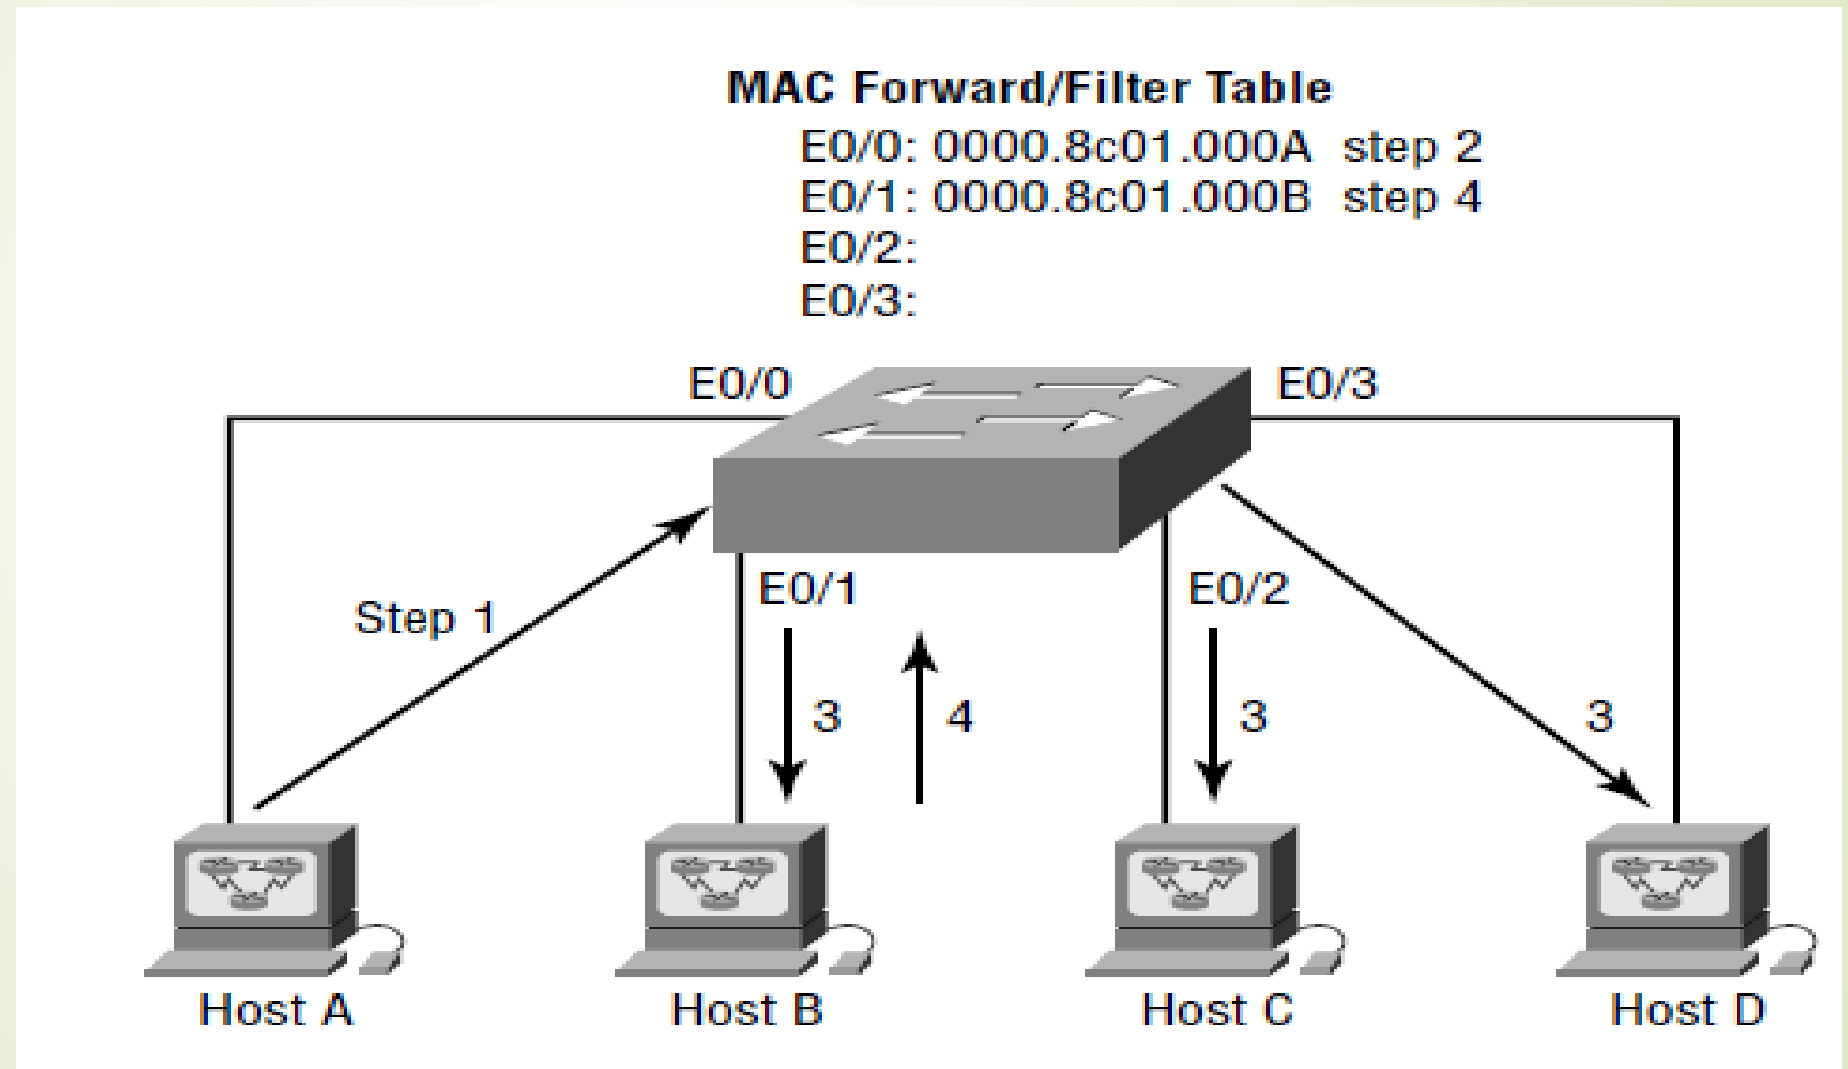 MAC Forward/Filter Table
E0/0: 0000.8c01.000A step 2
E0/1: 0000.8c01.000B step 4
E0/2:
E0/3:
E0/0
E0/3
E0/1
E0/2
Step 1
3
4
3
3
Host A
Host B
Host C
Host D